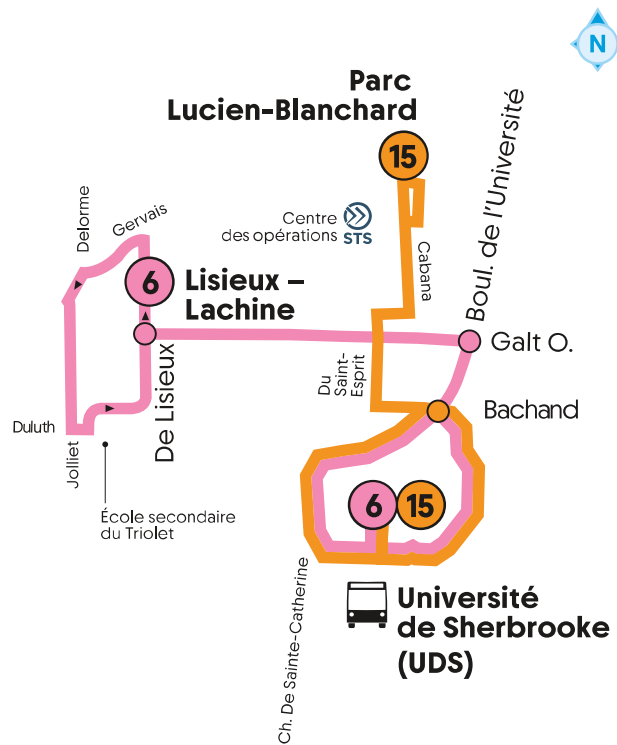 N
Parc
Lucien-Blanchard
15
Boul. de l'Université
Delorme
Gervais
Centre
des opérations
STS
Cabana
6
Lisieux –
Lachine
Galt O.
Du
Saint-
Esprit
De Lisieux
Bachand
Duluth
Jolliet
École secondaire
du Triolet
6
15
Ch. De Sainte-Catherine
Université
de Sherbrooke
(UDS)